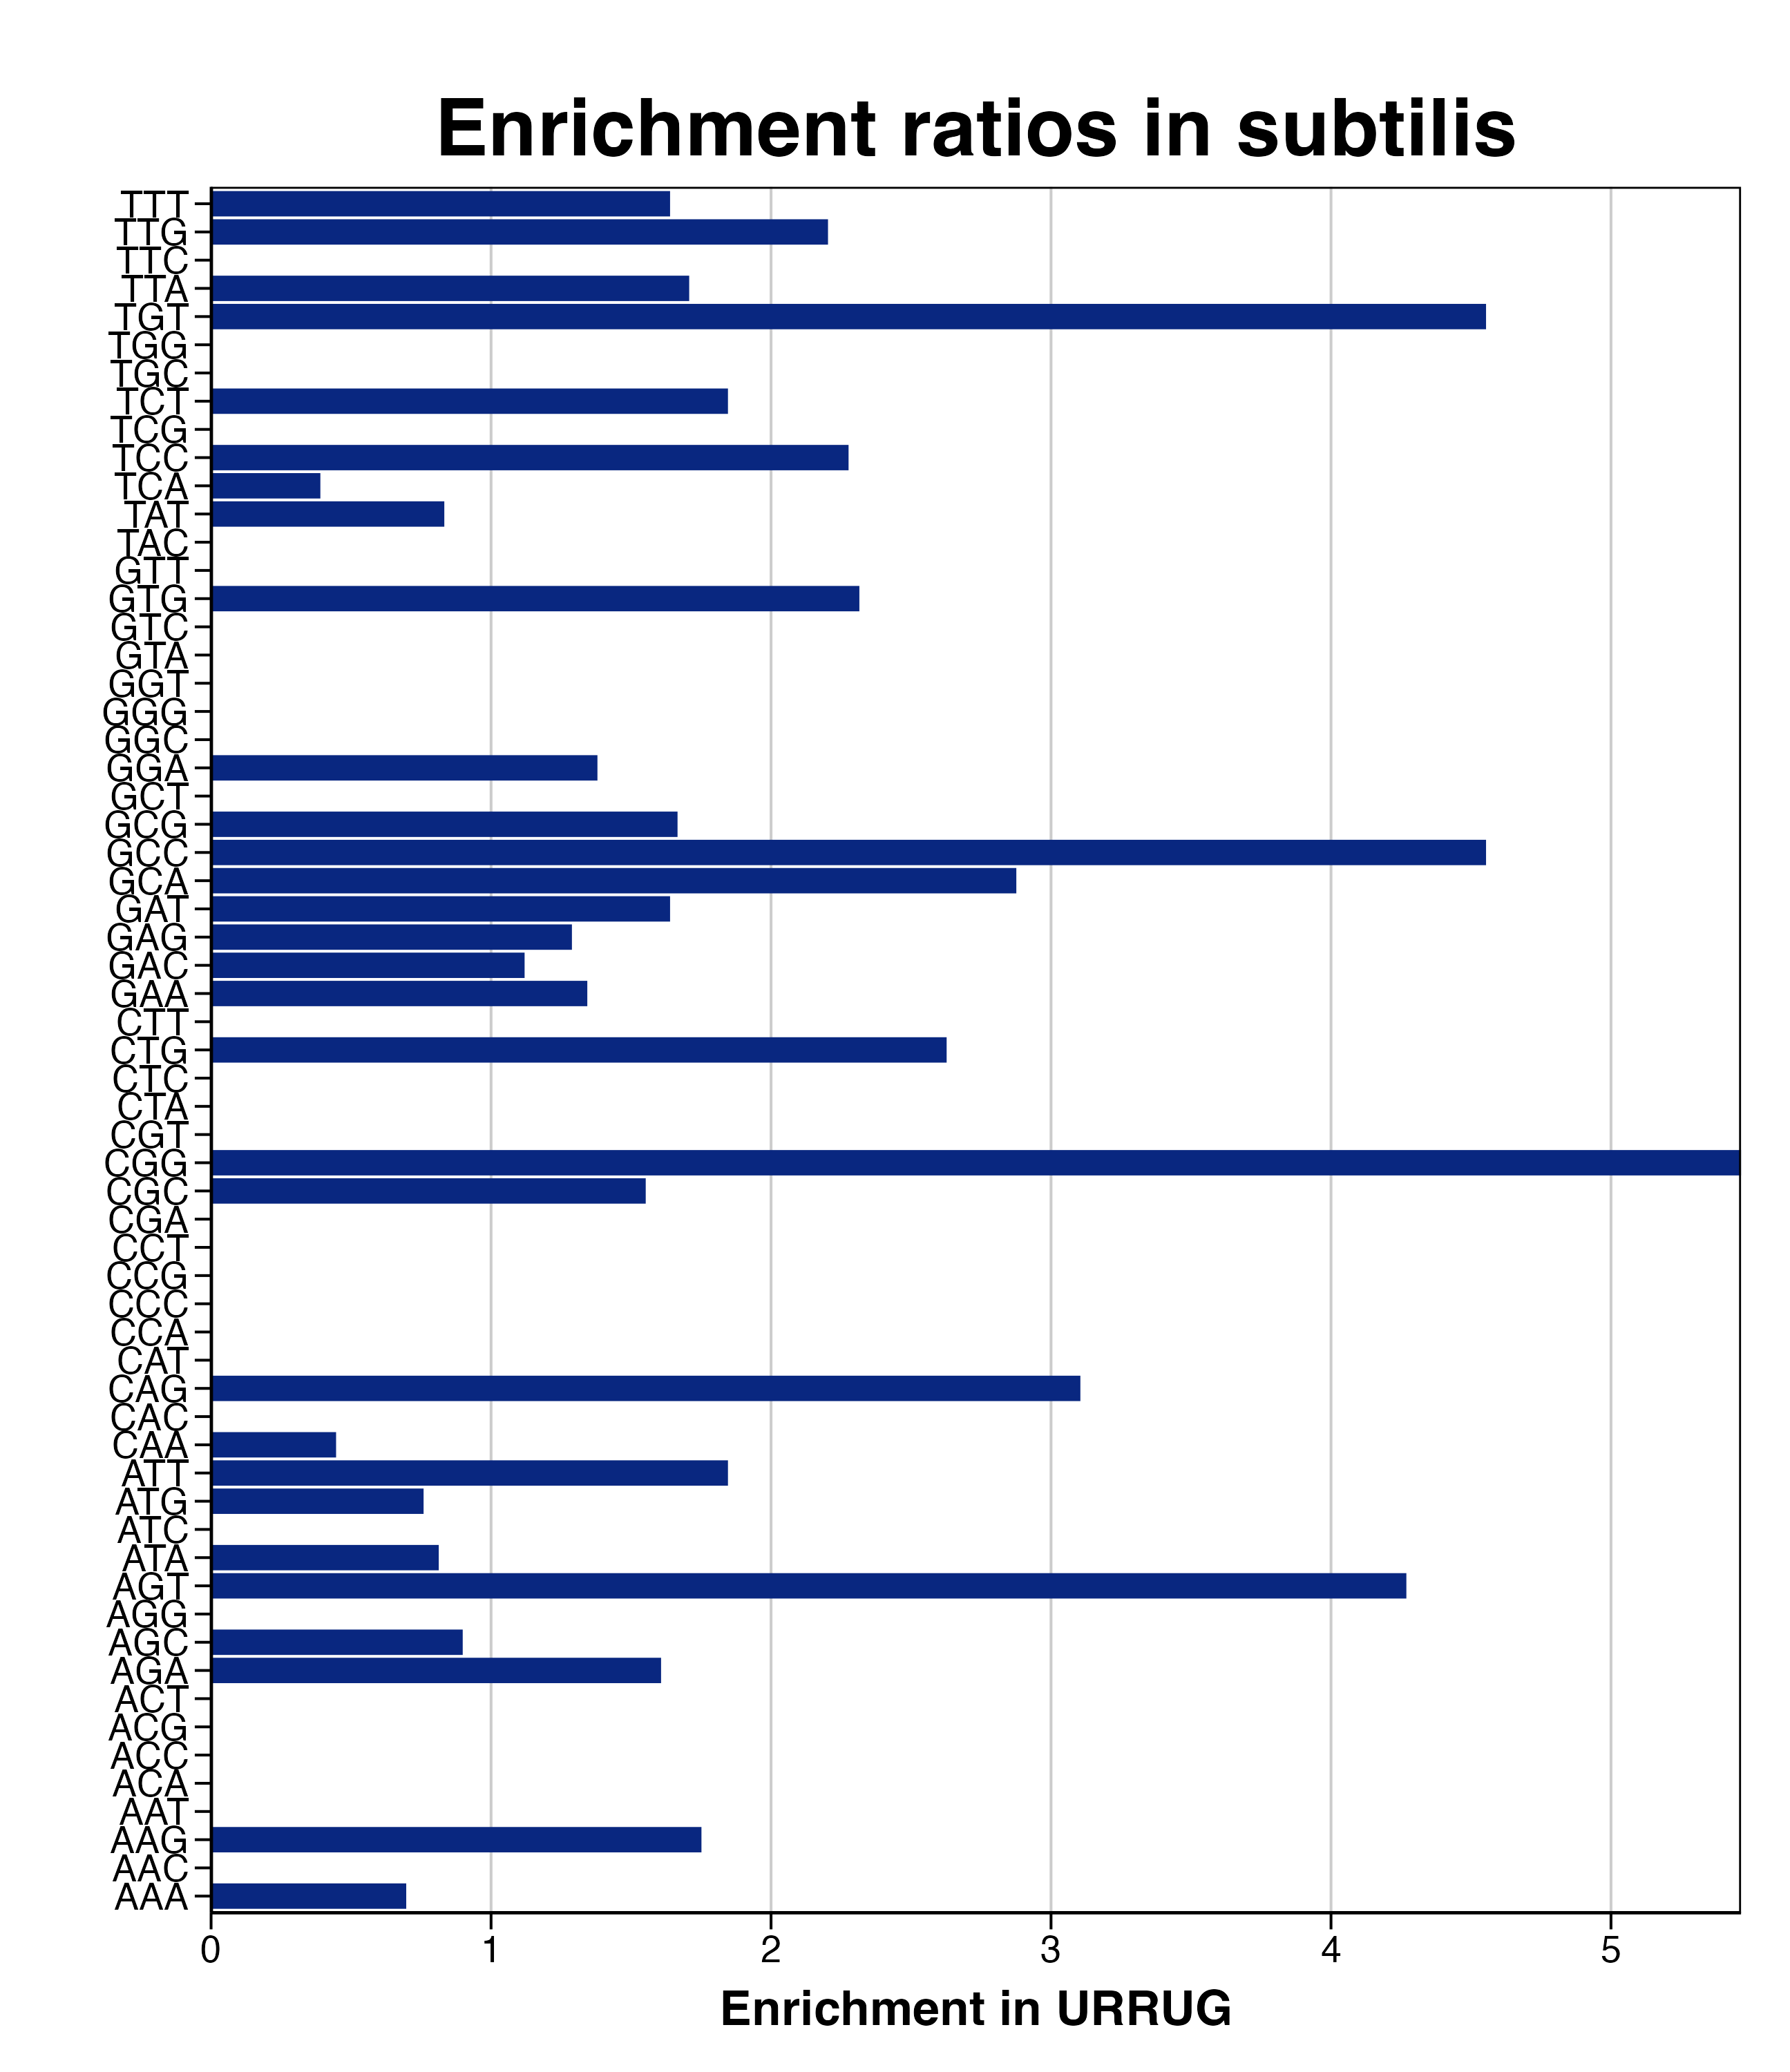 Enrichment ratios in subtilis
TTT
TTG
TTC
TTA
TGT
TGG
TGC
TCT
TCG
TCC
TCA
TAT
TAC
GTT
GTG
GTC
GTA
GGT
GGG
GGC
GGA
GCT
GCG
GCC
GCA
GAT
GAG
GAC
GAA
CTT
CTG
CTC
CTA
CGT
CGG
CGC
CGA
CCT
CCG
CCC
CCA
CAT
CAG
CAC
CAA
ATT
ATG
ATC
ATA
AGT
AGG
AGC
AGA
ACT
ACG
ACC
ACA
AAT
AAG
AAC
AAA
0 1 2 3 4 5
Enrichment in URRUG